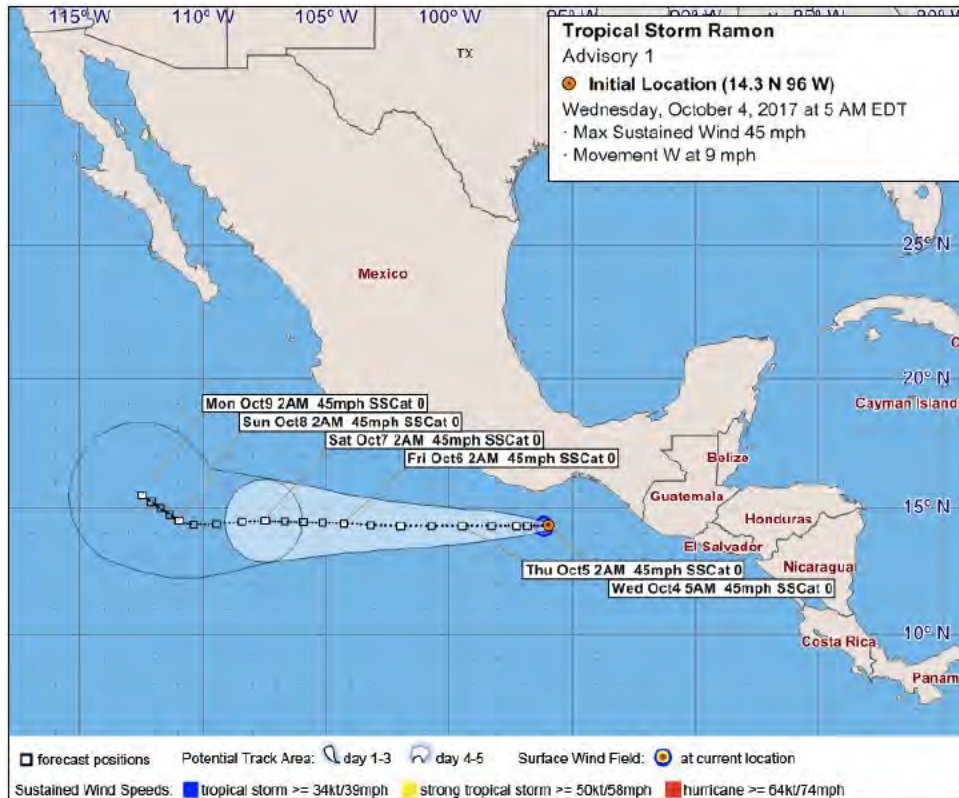 115°W 110°W 105°W 100°W
TX
Tropical Storm Ramon
Advisory 1
Initial Location (14.3 N 96 W)
Wednesday, October 4, 2017 at 5 AM EDT
· Max Sustained Wind 45 mph
· Movement W at 9 mph
25° N
Mexico
20° N
Cayman Islands
Mon Oct9 2AM 45mph SSCat 0
Sun Oct8 2AM 45mph SSCat 0
Sat Oct7 2AM 45mph SSCat 0
Fri Oct6 2AM 45mph SSCat 0
Belize
Guatemala
15° N
Honduras
El Salvador
Nicaragua
Thu Oct5 2AM 45mph SSCat 0
Wed Oct4 5AM 45mph SSCat 0
10° N
Costa Rica
Panam
forecast positions Potential Track Area: day 1-3 day 4-5 Surface Wind Field: at current location
Sustained Wind Speeds: tropical storm >= 34kt/39mph strong tropical storm >= 50kt/58mph hurricane >= 64kt/74mph